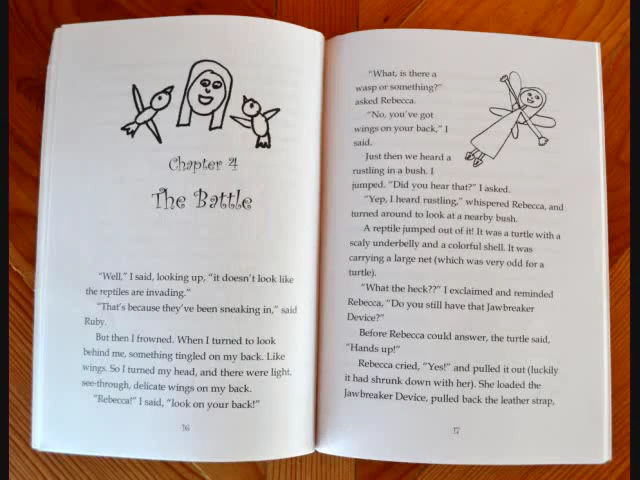 Chapter 4
The Battle
"Well," I said, looking up, "it doesn't look like
the reptiles are invading."
"That's because they've been sneaking in," said
Ruby.
But then I frowned. When I turned to look
behind me, something tingled on my back. Like
wings. So I turned my head, and there were light,
see-through, delicate wings on my back.
"Rebecca!" I said, "look on your back!"
36
"What, is there a
wasp or something?"
asked Rebecca.
"No, you've got
wings on your back," I
said.
Just then we heard a
rustling in a bush. I
jumped. "Did you hear that?" I asked.
"Yep, I heard rustling," whispered Rebecca, and
turned around to look at a nearby bush.
A reptile jumped out of it! It was a turtle with a
scaly underbelly and a colorful shell. It was
carrying a large net (which was very odd for a
turtle).
"What the heck??" I exclaimed and reminded
Rebecca, "Do you still have that Jawbreaker
Device?"
Before Rebecca could answer, the turtle said,
"Hands up!"
Rebecca cried, "Yes!" and pulled it out (luckily
it had shrunk down with her). She loaded the
Jawbreaker Device, pulled back the leather strap,
37